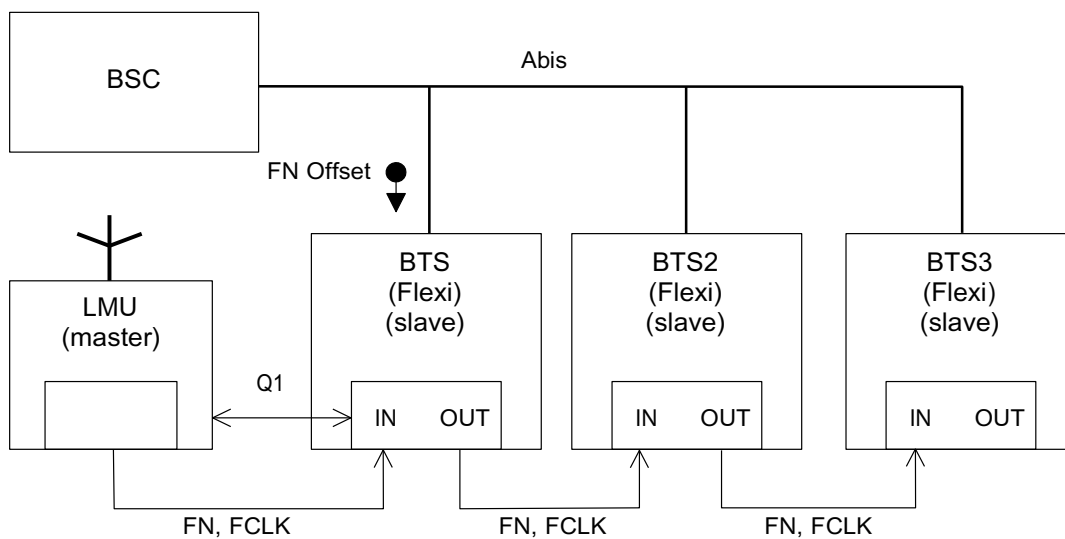 BSC
Abis
FN Offset
LMU
(master)
BTS
(Flexi)
(slave)
BTS2
(Flexi)
(slave)
BTS3
(Flexi)
(slave)
Q1
IN OUT
IN OUT
IN OUT
FN, FCLK
FN, FCLK
FN, FCLK